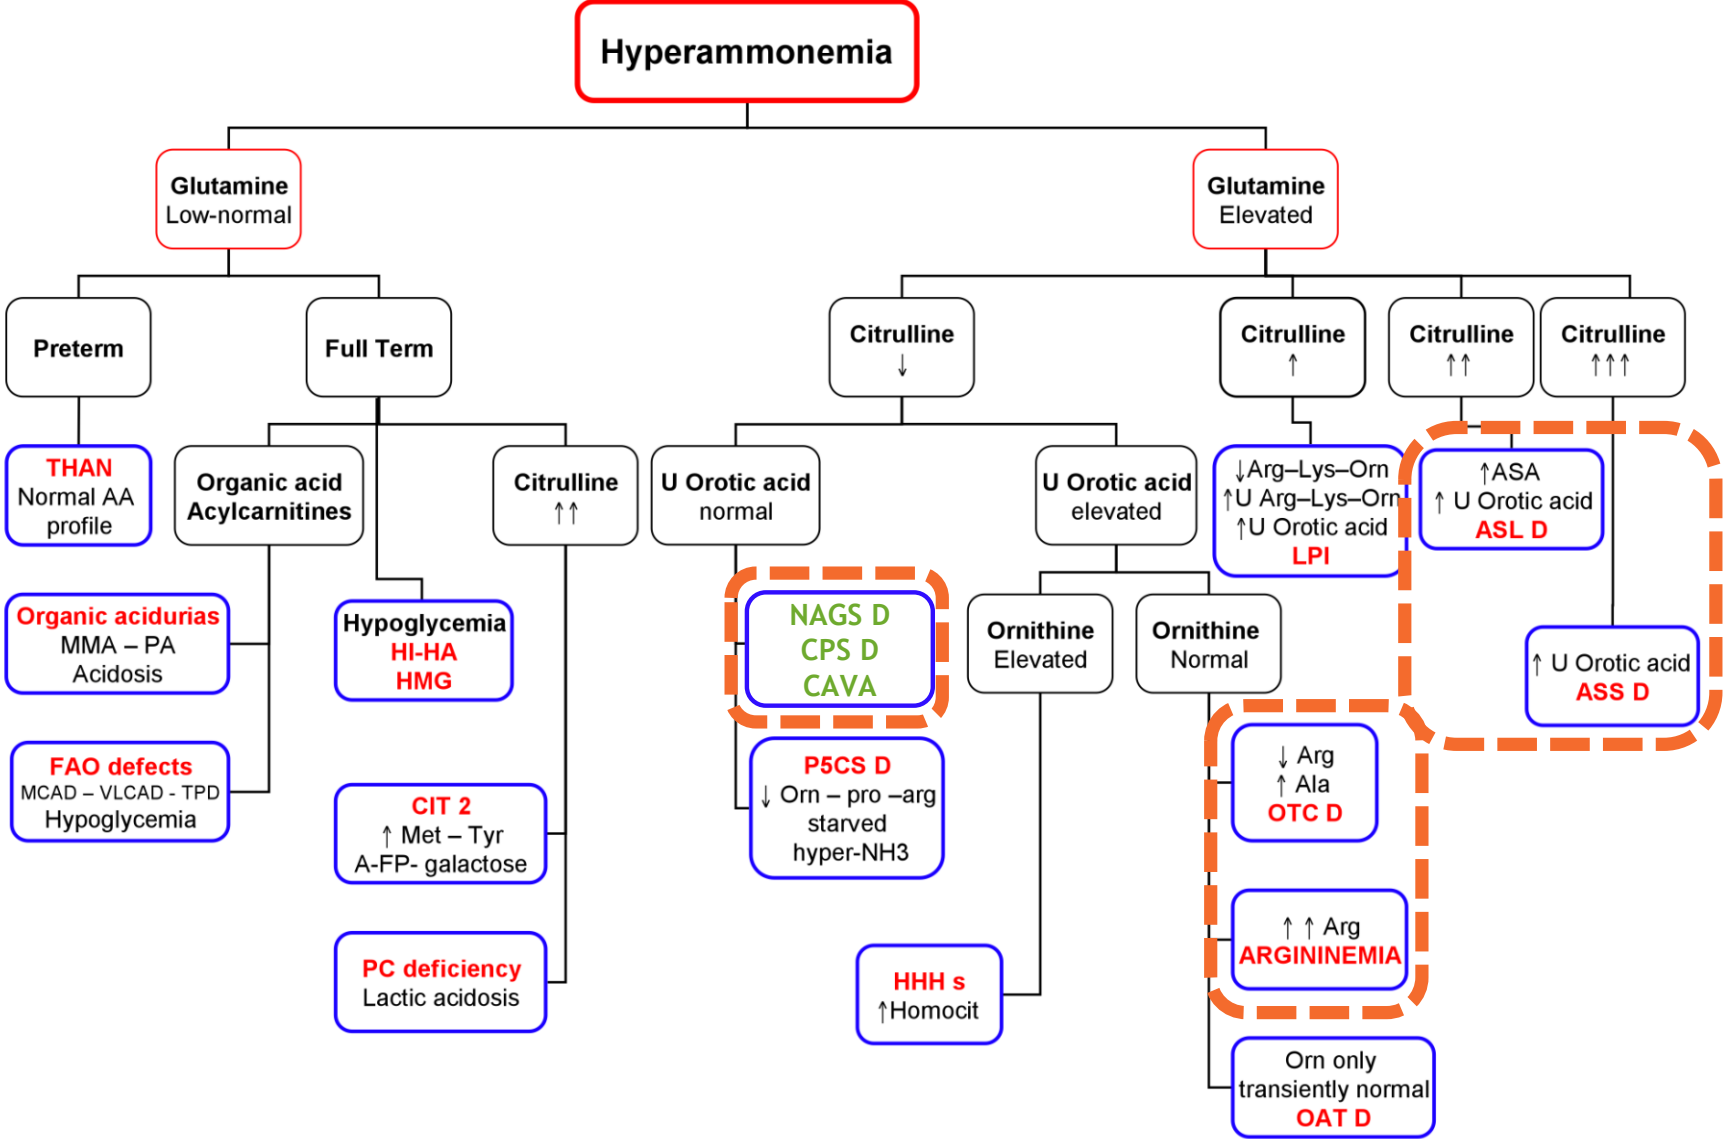 Hyperammonemia
Glutamine
Low-normal
Glutamine
Elevated
Preterm
Full Term
Citrulline
↓
Citrulline
↑
Citrulline
↑↑
Citrulline
↑↑↑
THAN
Normal AA
profile
Organic acid
Acylcarnitines
Citrulline
↑↑
U Orotic acid
normal
U Orotic acid
elevated
↓Arg–Lys–Orn
↑U Arg–Lys–Orn
↑U Orotic acid
LPI
↑ASA
↑ U Orotic acid
ASL D
Organic acidurias
MMA – PA
Acidosis
Hypoglycemia
HI-HA
HMG
NAGS D
CPS D
CAVA
Ornithine
Elevated
Ornithine
Normal
↑ U Orotic acid
ASS D
FAO defects
MCAD – VLCAD - TPD
Hypoglycemia
CIT 2
↑ Met – Tyr
A-FP- galactose
P5CS D
↓ Orn – pro –arg
starved
hyper-NH3
↓ Arg
↑ Ala
OTC D
PC deficiency
Lactic acidosis
HHH s
↑Homocit
↑ ↑ Arg
ARGININEMIA
Orn only
transiently normal
OAT D